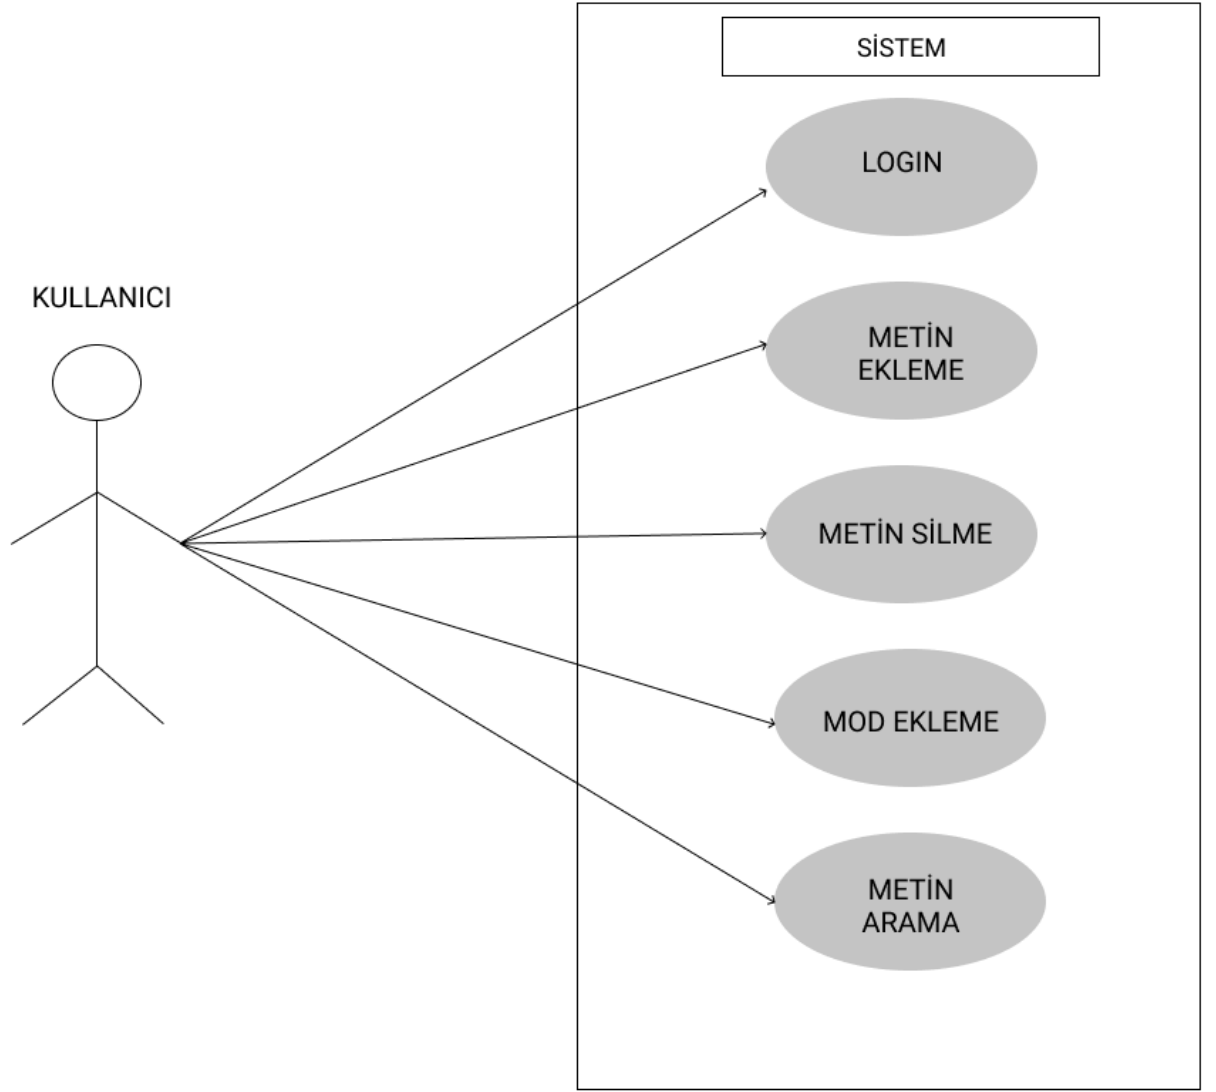 SİSTEM
LOGIN
KULLANICI
METİN
EKLEME
METİN SİLME
MOD EKLEME
METİN
ARAMA